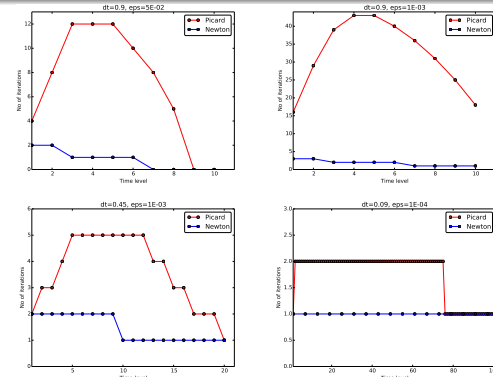 dt=0.9, eps=5E-02
Picard
Newton
No of iterations
12
10
8
6
4
2
0
2 4 6 8 10
Time level
dt=0.9, eps=1E-03
Picard
Newton
No of iterations
40
35
30
25
20
15
10
5
0
2 4 6 8 10
Time level
dt=0.45, eps=1E-03
Picard
Newton
No of iterations
6
5
4
3
2
1
0
5 10 15 20
Time level
dt=0.09, eps=1E-04
Picard
Newton
No of iterations
3.0
2.5
2.0
1.5
1.0
0.5
0.0
20 40 60 80
Time level